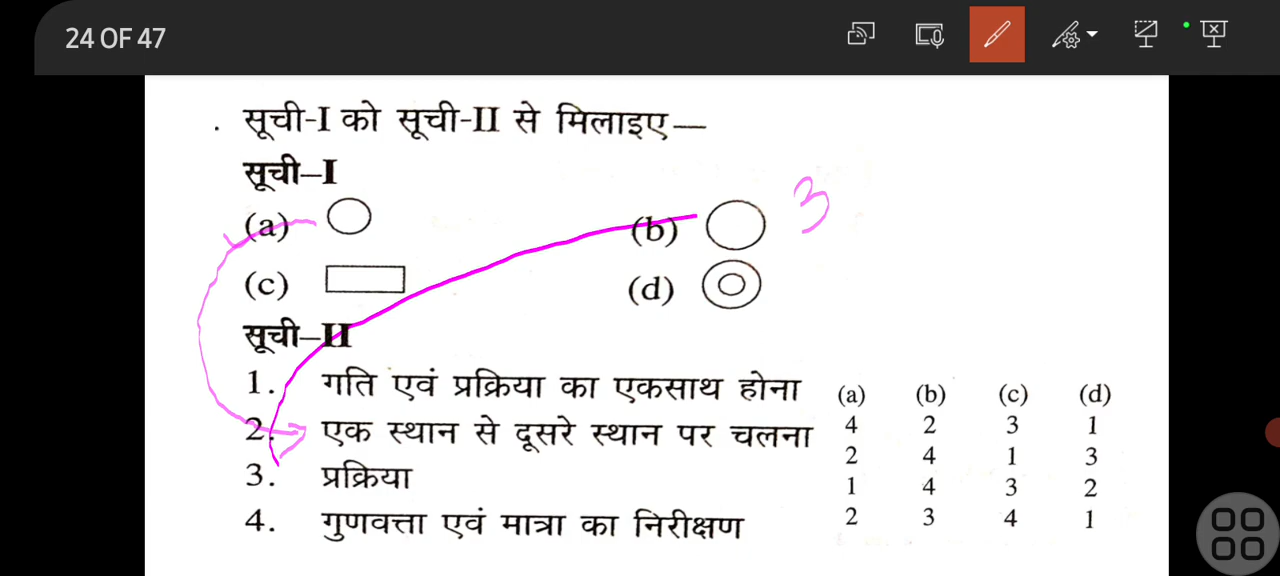 24 OF 47
. सूची-I को सूची-II से मिलाइए—
सूची–I
(a) (b) 3
(c) (d)
सूची–II
1. गति एवं प्रक्रिया का एकसाथ होना
2. एक स्थान से दूसरे स्थान पर चलना
3. प्रक्रिया
4. गुणवत्ता एवं मात्रा का निरीक्षण
(a) (b) (c) (d)
4 2 3 1
2 4 1 3
1 4 3 2
2 3 4 1